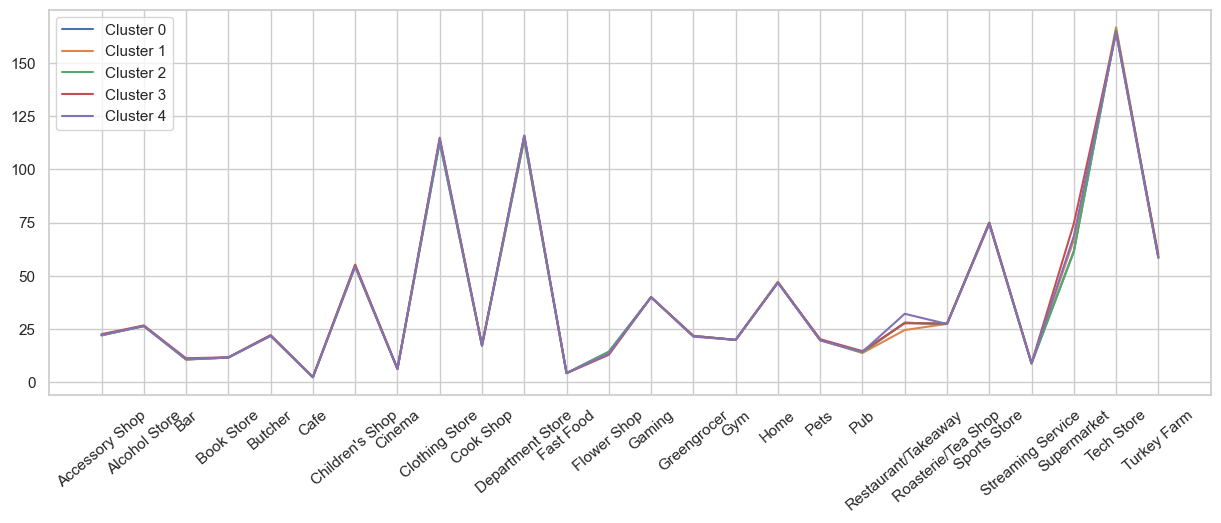 Cluster 0
Cluster 1
Cluster 2
Cluster 3
Cluster 4
150
125
100
75
50
25
0
Accessory Shop
Alcohol Store
Bar
Book Store
Butcher
Cafe
Children's Shop
Cinema
Clothing Store
Cook Shop
Department Store
Fast Food
Flower Shop
Gaming
Greengrocer
Gym
Home
Pets
Pub
Restaurant/Takeaway
Roasterie/Tea Shop
Sports Store
Streaming Service
Supermarket
Tech Store
Turkey Farm